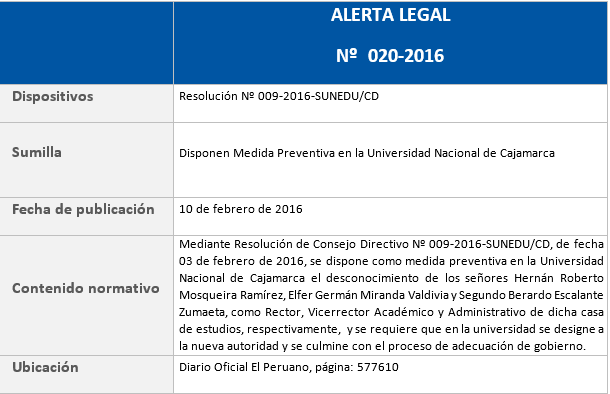 ALERTA LEGAL
Nº 020-2016
Dispositivos
Resolución Nº 009-2016-SUNEDU/CD
Sumilla
Disponen Medida Preventiva en la Universidad Nacional de Cajamarca
Fecha de publicación
10 de febrero de 2016
Contenido normativo
Mediante Resolución de Consejo Directivo Nº 009-2016-SUNEDU/CD, de fecha
03 de febrero de 2016, se dispone como medida preventiva en la Universidad
Nacional de Cajamarca el desconocimiento de los señores Hernán Roberto
Mosqueira Ramírez, Elfer Germán Miranda Valdivia y Segundo Berardo Escalante
Zumaeta, como Rector, Vicerrector Académico y Administrativo de dicha casa
de estudios, respectivamente, y se requiere que en la universidad se designe a
la nueva autoridad y se culmine con el proceso de adecuación de gobierno.
Ubicación
Diario Oficial El Peruano, página: 577610